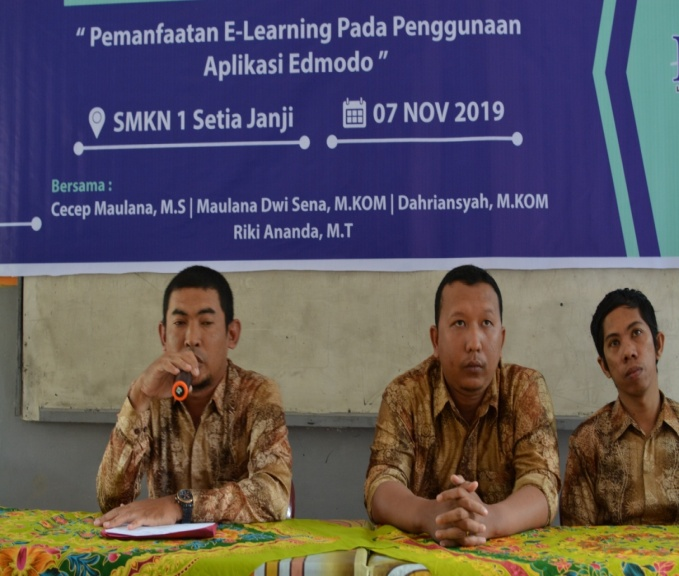 “ Pemanfaatan E-Learning Pada Penggunaan
Aplikasi Edmodo ”
SMKN 1 Setia Janji
07 NOV 2019
Bersama :
Cecep Maulana, M.S | Maulana Dwi Sena, M.KOM | Dahriansyah, M.KOM
Riki Ananda, M.T